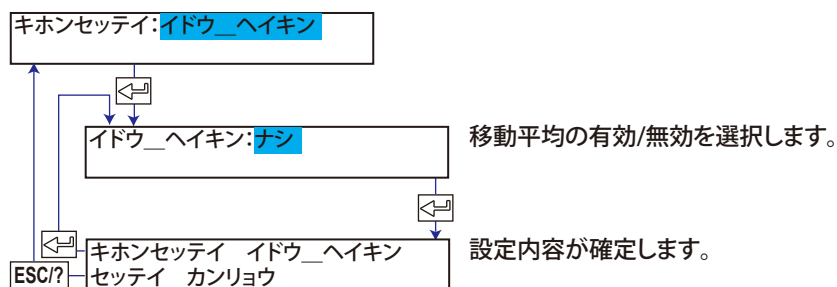 キホンセッテイ：イドウ＿ヘイキン
イドウ＿ヘイキン：ナシ
移動平均の有効/無効を選択します。
キホンセッテイ　イドウ＿ヘイキン
セッテイ　カンリョウ
設定内容が確定します。
ESC/?